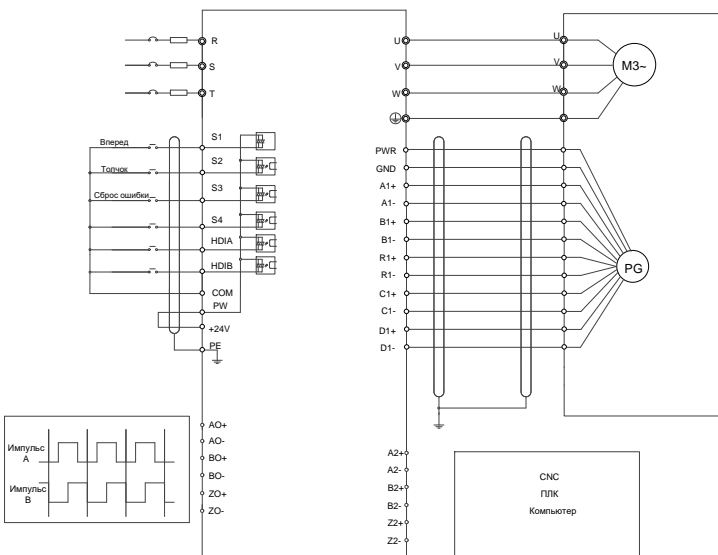 R
S
T
U
V
W
U
V
W
M3~
Вперед
Толчок
Сброс ошибки
S1
S2
S3
S4
HDIA
HDIB
COM
PW
+24V
PE
PWR
GND
A1+
A1-
B1+
B1-
R1+
R1-
C1+
C1-
D1+
D1-
PG
Импульс
A
Импульс
B
AO+
AO-
BO+
BO-
ZO+
ZO-
A2+
A2-
B2+
B2-
Z2+
Z2-
CNC
ПЛК
Компьютер